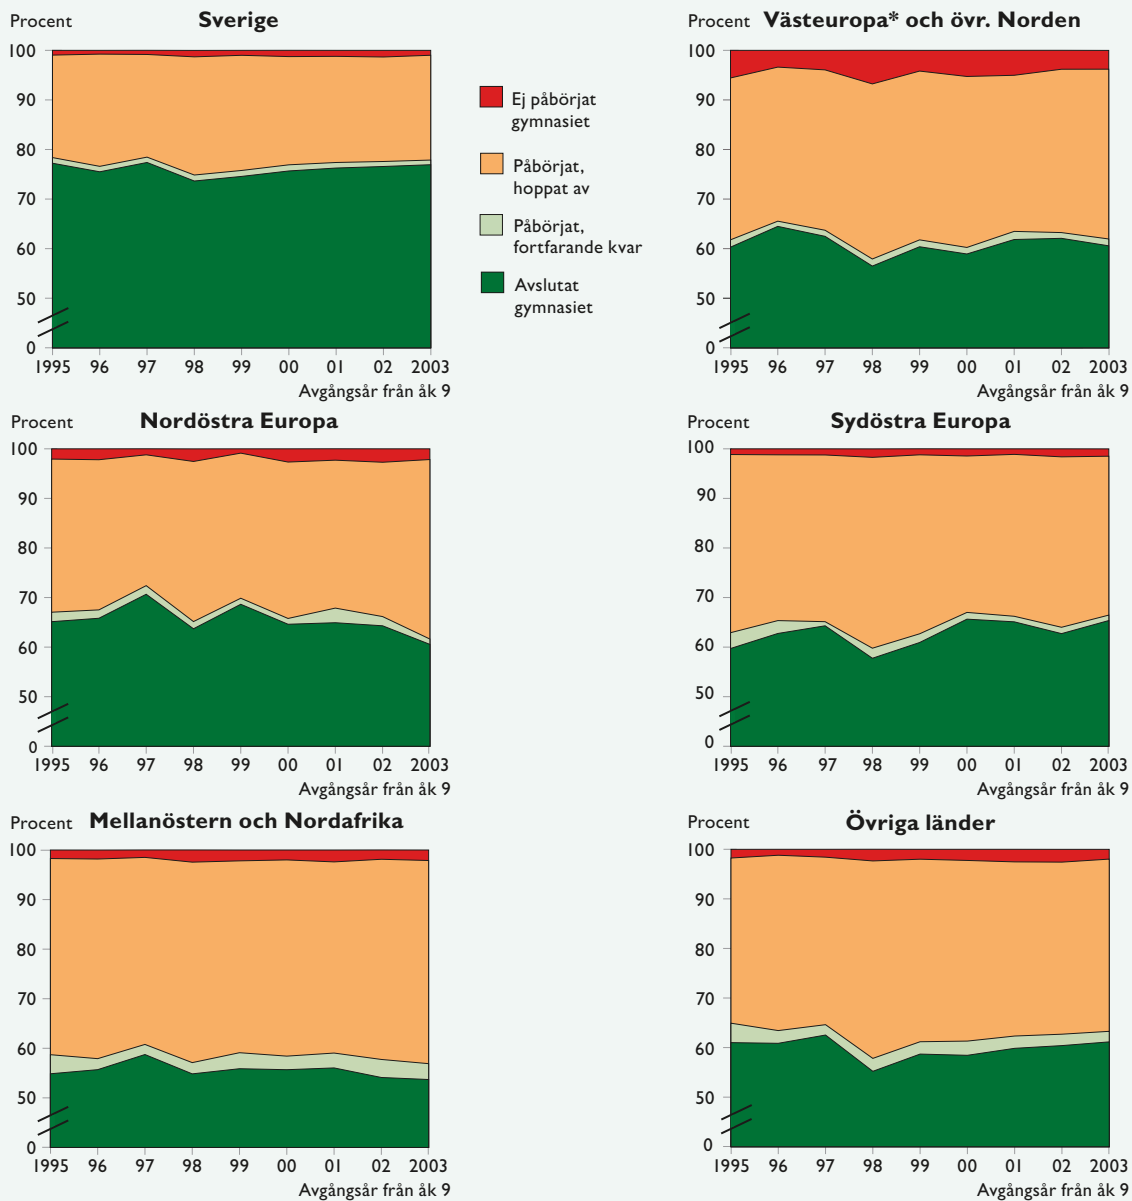 Procent
Sverige
100
90
80
70
60
50
0
1995 96 97 98 99 00 01 02 2003
Avgångsår från åk 9
Ej påbörjat
gymnasiet
Påbörjat,
hoppat av
Påbörjat,
fortfarande kvar
Avslutat
gymnasiet
Procent
Västeuropa* och övr. Norden
100
90
80
70
60
50
0
1995 96 97 98 99 00 01 02 2003
Avgångsår från åk 9
Procent
Nordöstra Europa
100
90
80
70
60
50
0
1995 96 97 98 99 00 01 02 2003
Avgångsår från åk 9
Procent
Sydöstra Europa
100
90
80
70
60
50
0
1995 96 97 98 99 00 01 02 2003
Avgångsår från åk 9
Procent
Mellanöstern och Nordafrika
100
90
80
70
60
50
0
1995 96 97 98 99 00 01 02 2003
Avgångsår från åk 9
Procent
Övriga länder
100
90
80
70
60
50
0
1995 96 97 98 99 00 01 02 2003
Avgångsår från åk 9